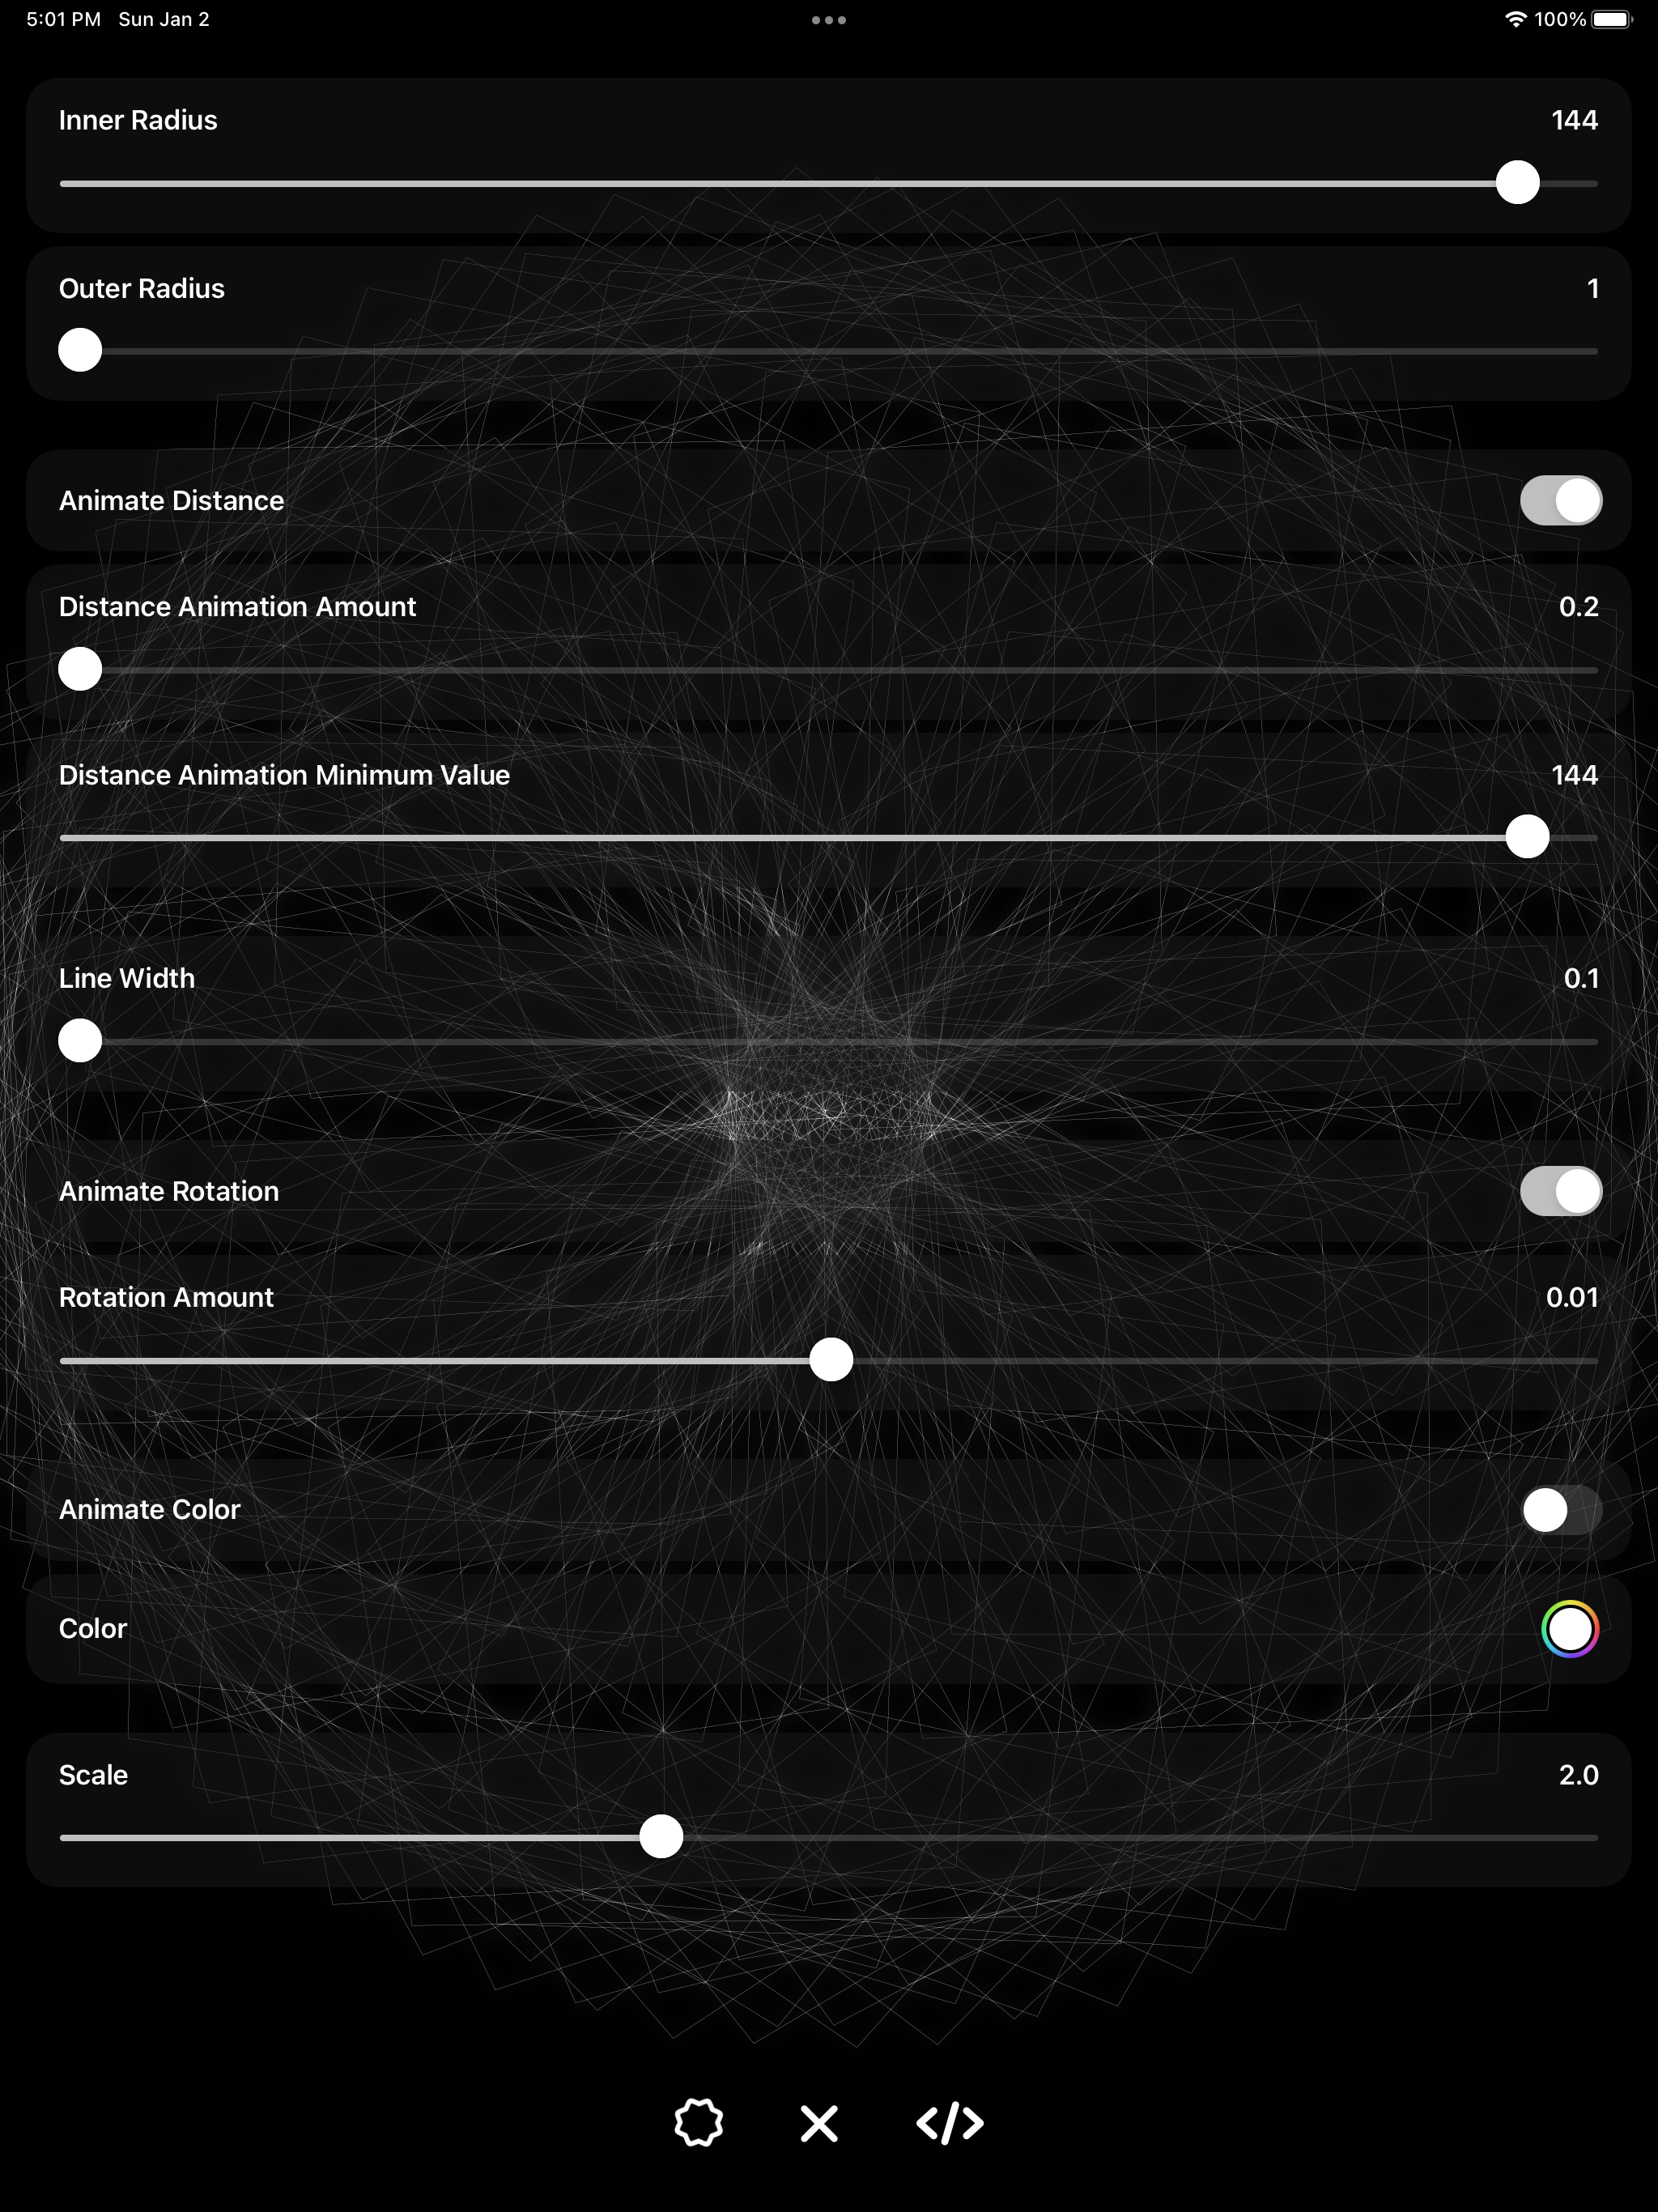 5:01 PM Sun Jan 2
100%
Inner Radius 144
Outer Radius 1
Animate Distance
Distance Animation Amount 0.2
Distance Animation Minimum Value 144
Line Width 0.1
Animate Rotation
Rotation Amount 0.01
Animate Color
Color
Scale 2.0